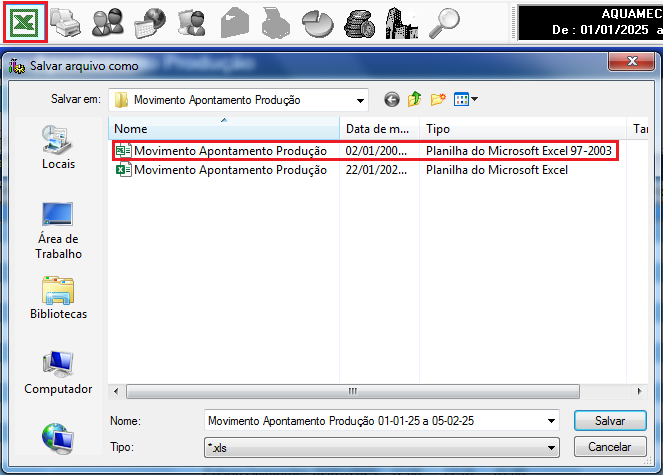 AQUAMEC
De : 01/01/2025 a
Salvar arquivo como
Salvar em:
Movimento Apontamento Produção
Nome
Data de m...
Tipo
Tar
Movimento Apontamento Produção
02/01/200...
Planilha do Microsoft Excel 97-2003
Movimento Apontamento Produção
22/01/202...
Planilha do Microsoft Excel
Locais
Área de
Trabalho
Bibliotecas
Computador
Nome:
Movimento Apontamento Produção 01-01-25 a 05-02-25
Salvar
Tipo:
*.xls
Cancelar